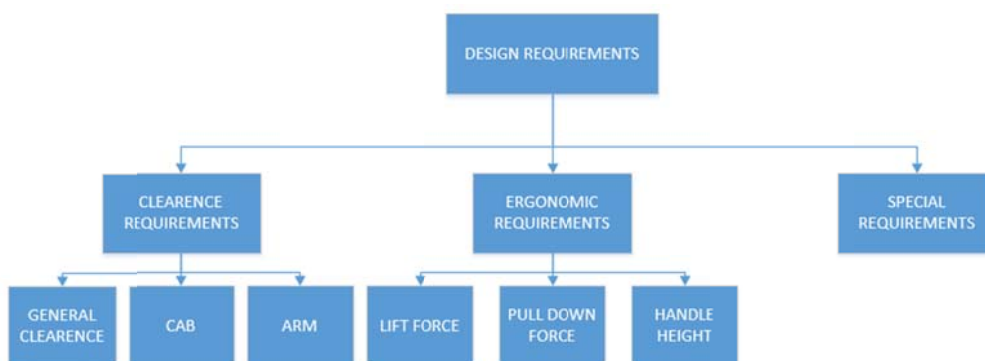 DESIGN REQUIREMENTS
CLEARENCE
REQUIREMENTS
ERGONOMIC
REQUIREMENTS
SPECIAL
REQUIREMENTS
GENERAL
CLEARENCE
CAB
ARM
LIFT FORCE
PULL DOWN
FORCE
HANDLE
HEIGHT